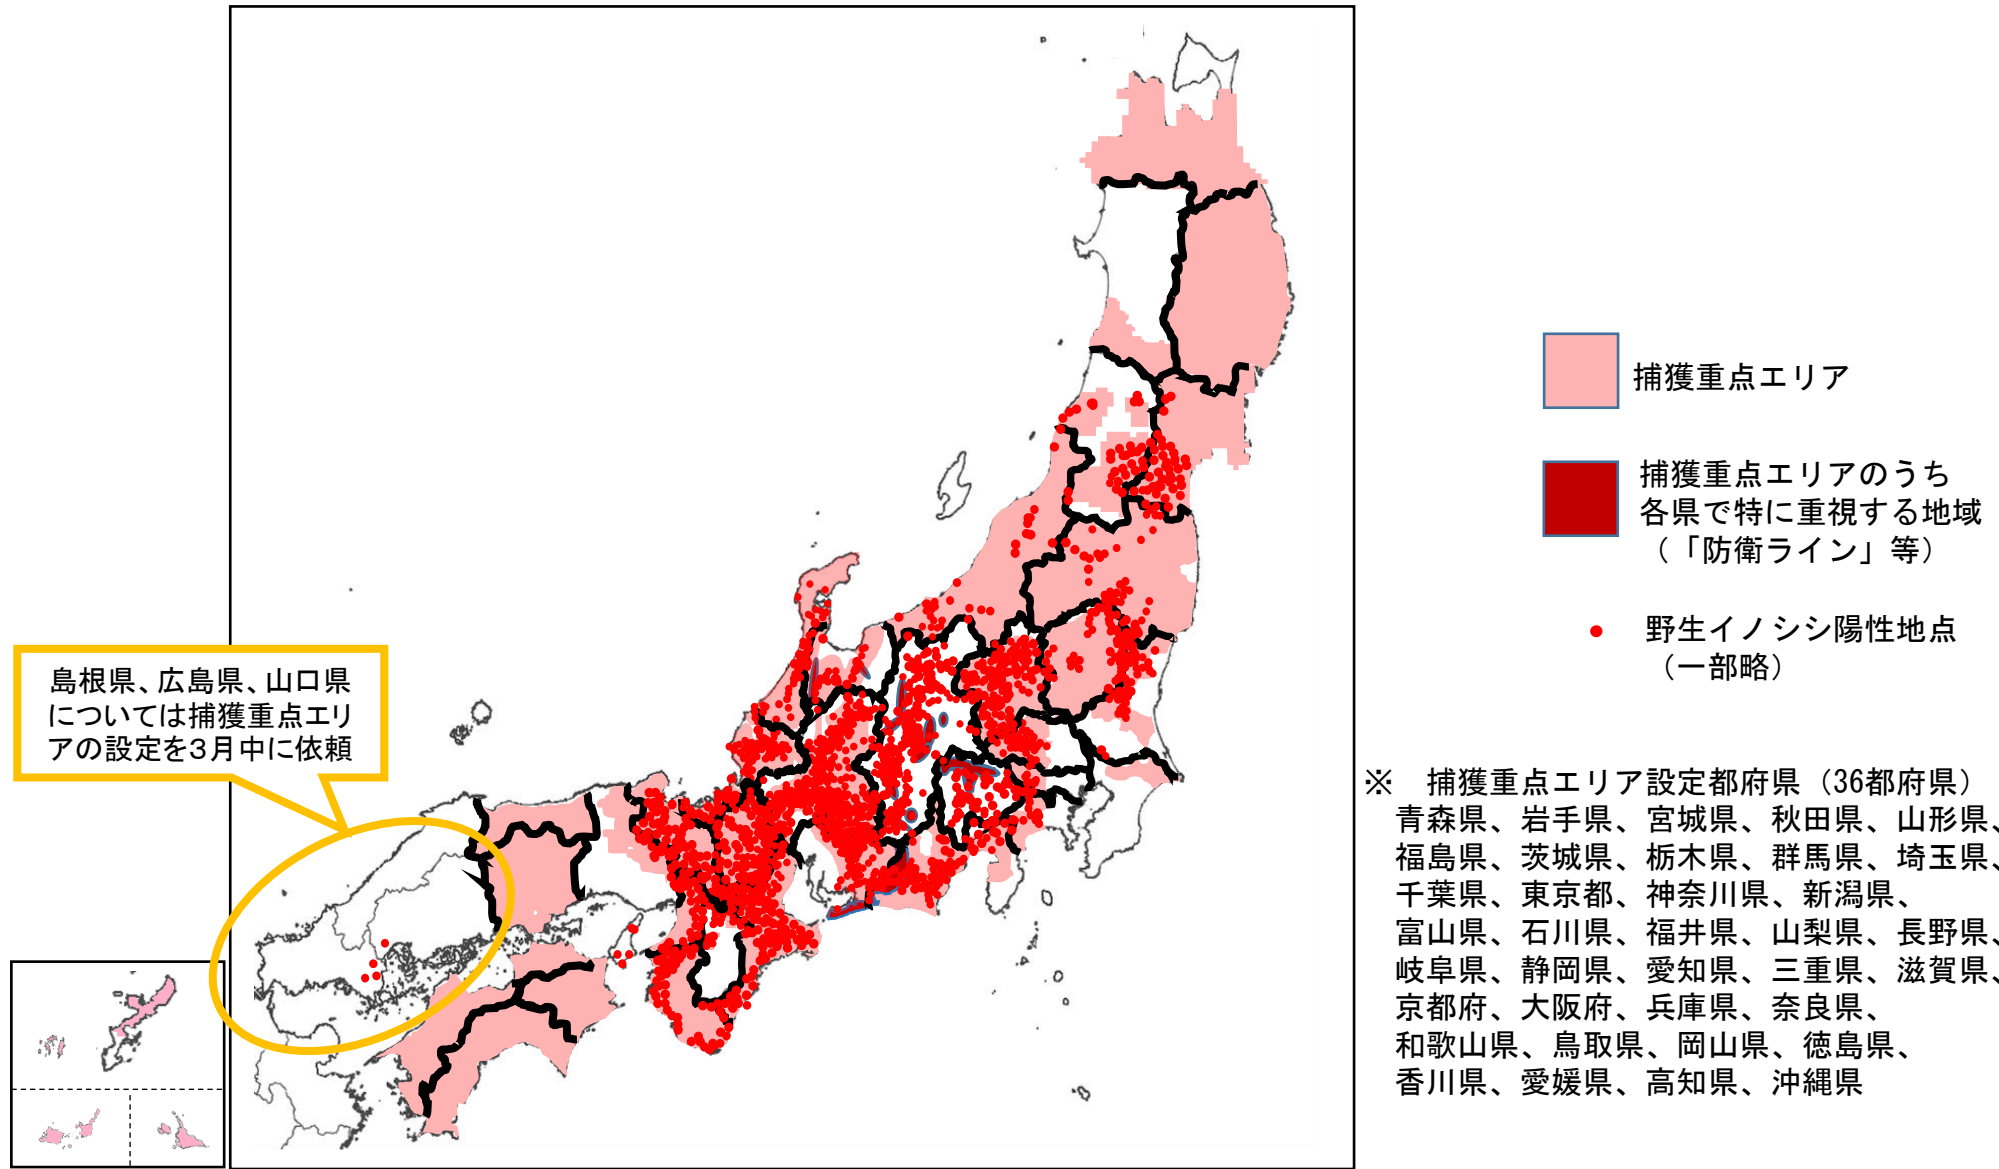 島根県、広島県、山口県
については捕獲重点エリ
アの設定を3月中に依頼
捕獲重点エリア
捕獲重点エリアのうち
各県で特に重視する地域
（「防衛ライン」等）
野生イノシシ陽性地点
（一部略）
※　捕獲重点エリア設定都府県（36都府県）
青森県、岩手県、宮城県、秋田県、山形県、
福島県、茨城県、栃木県、群馬県、埼玉県、
千葉県、東京都、神奈川県、新潟県、
富山県、石川県、福井県、山梨県、長野県、
岐阜県、静岡県、愛知県、三重県、滋賀県、
京都府、大阪府、兵庫県、奈良県、
和歌山県、鳥取県、岡山県、徳島県、
香川県、愛媛県、高知県、沖縄県